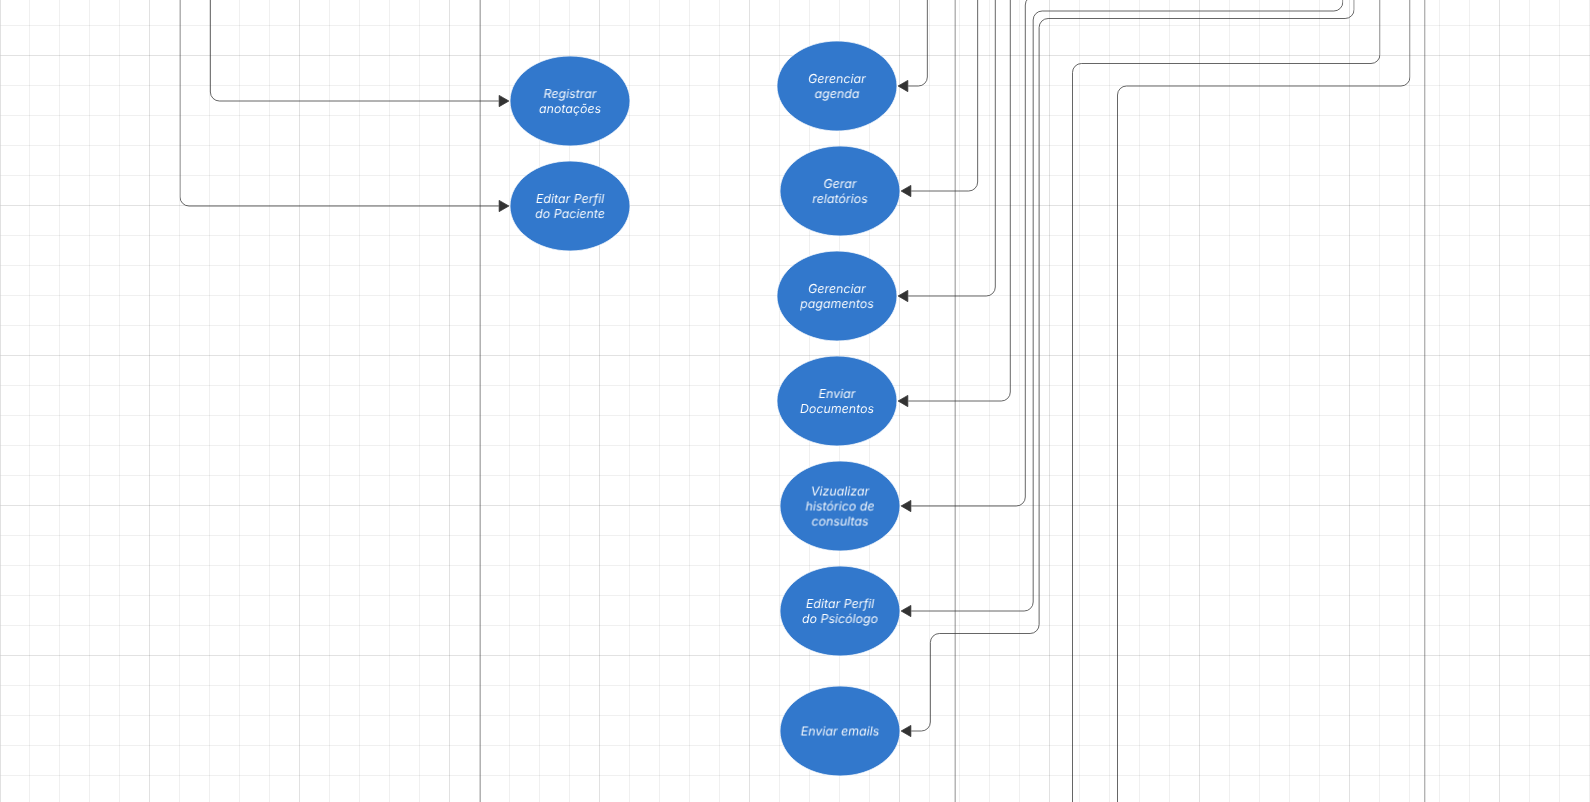 Registrar
anotações
Editar Perfil
do Paciente
Gerenciar
agenda
Gerar
relatórios
Gerenciar
pagamentos
Enviar
Documentos
Vizualizar
histórico de
consultas
Editar Perfil
do Psicólogo
Enviar emails